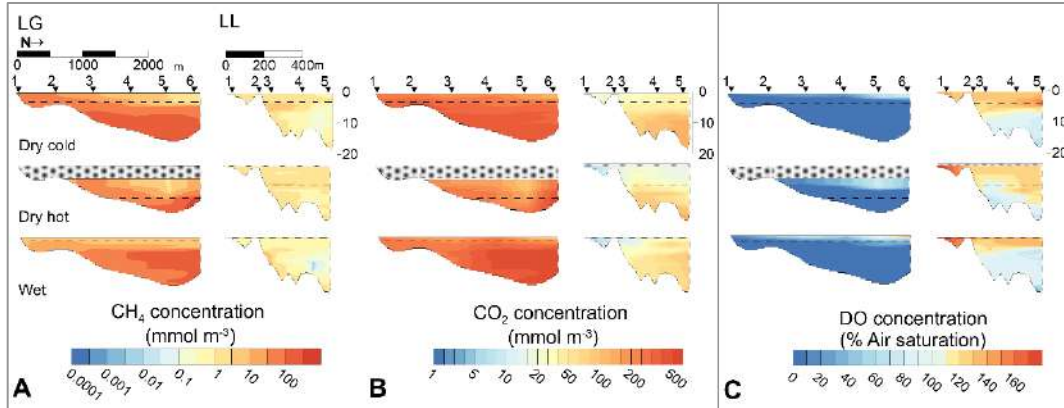 LG
LL
N→
0 1000 2000 m
0 200 400m
1 2 3 4 5 6
1 2 3 5
1 2 3 4 5 6
1 2 3 5
1 2 3 4 5 6
1 2 3 5
0
-10
-20
0
10
20
0
-10
-20
Dry cold
Dry hot
Wet
CH4 concentration
(mmol m-3)
0.0001 0.001 0.01 0.1 1 10 100
A
CO2 concentration
(mmol m-3)
1 5 10 20 50 100 200 500
B
DO concentration
(% Air saturation)
0 20 40 60 80 100 120 140 160
C